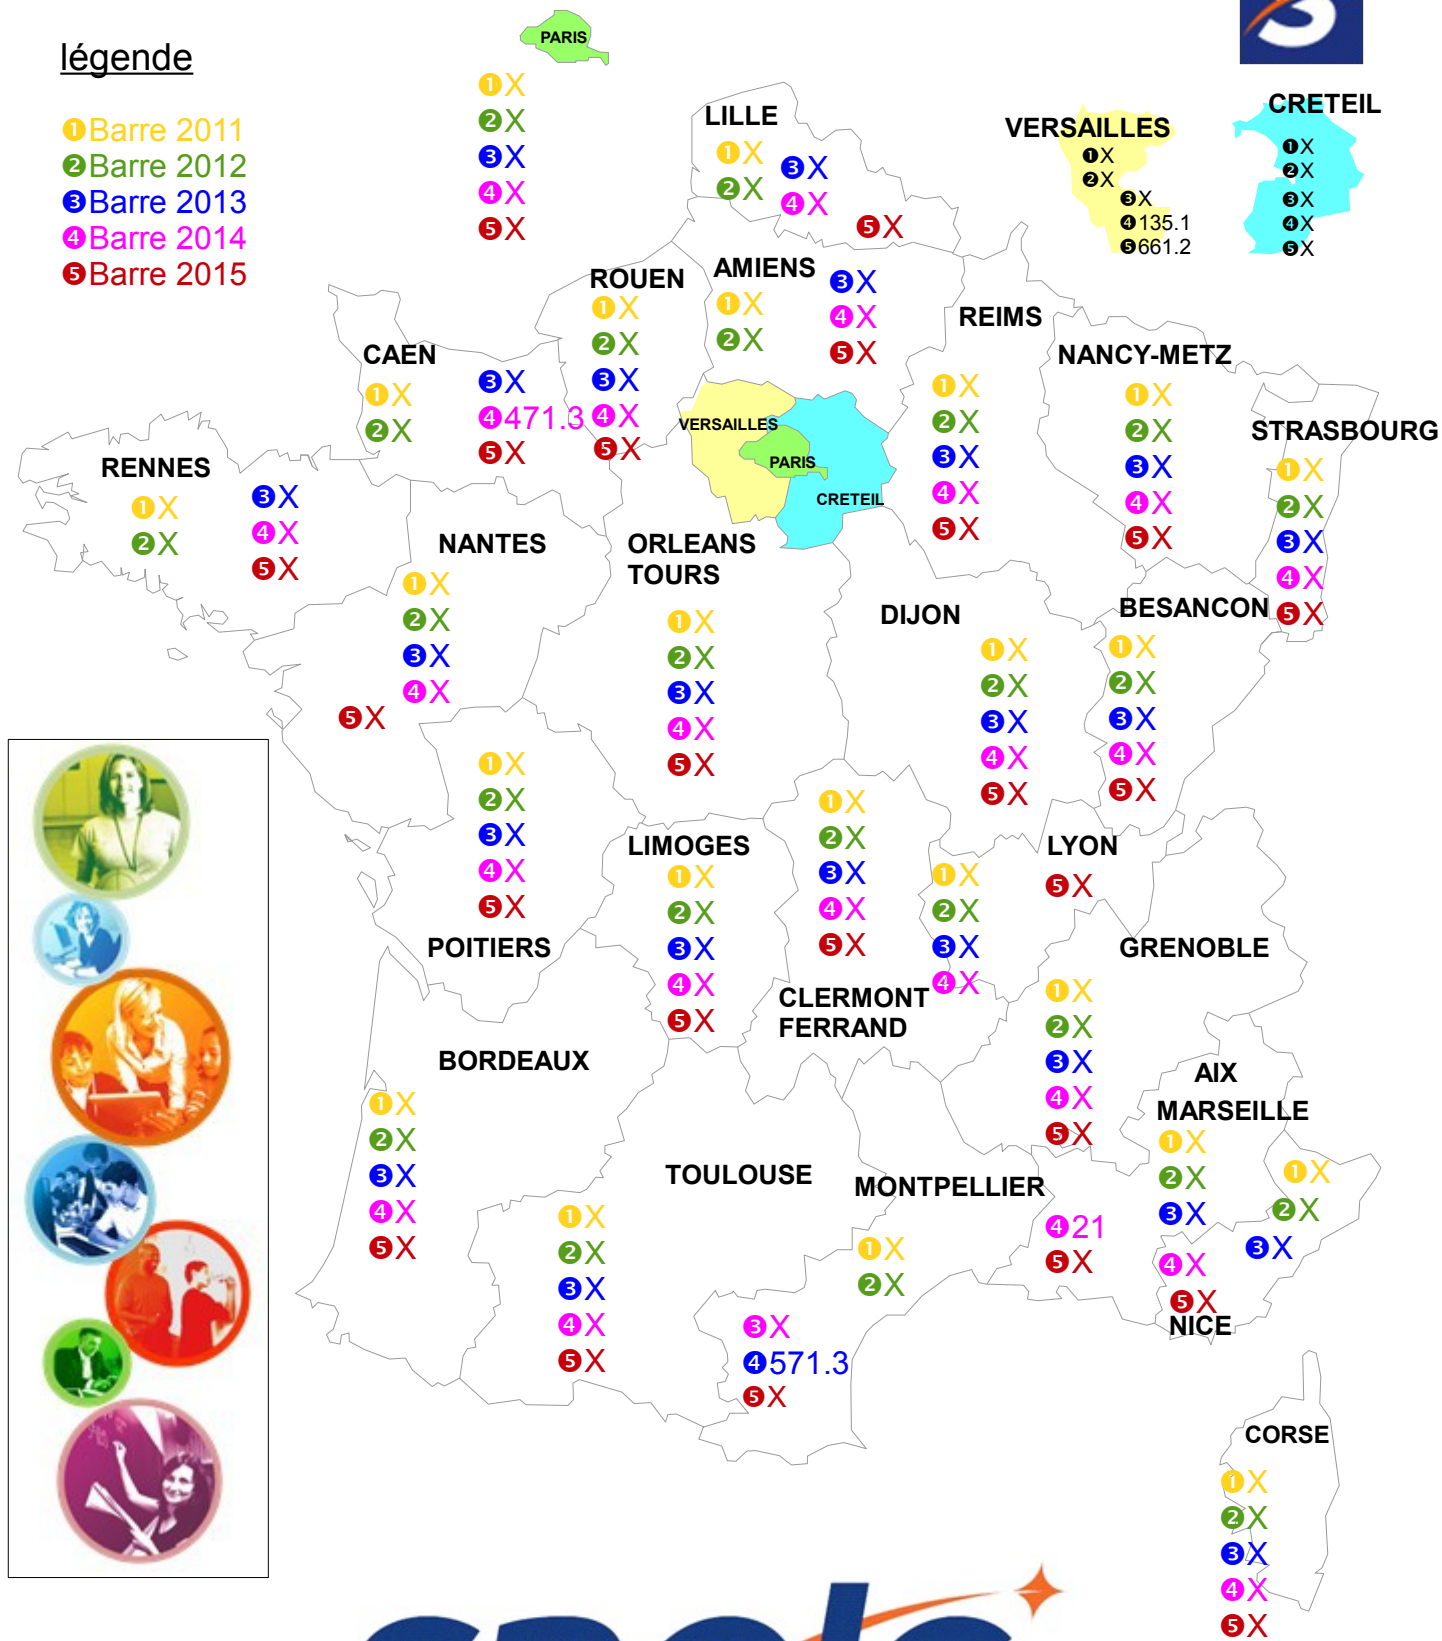 légende
❶Barre 2011
❷Barre 2012
❸Barre 2013
❹Barre 2014
❺Barre 2015
PARIS
❶X
❷X
❸X
❹X
❺X
LILLE
❶X
❷X
❸X
❹X
❺X
VERSAILLES
❶X
❷X
❸X
❹135.1
❺661.2
CRETEIL
❶X
❷X
❸X
❹X
❺X
ROUEN
❶X
❷X
❸X
❹X
❺X
AMIENS
❶X
❷X
❸X
❹X
❺X
REIMS
❶X
❷X
❸X
❹X
❺X
CAEN
❶X
❷X
❸X
❹471.3
❺X
NANCY-METZ
❶X
❷X
❸X
❹X
❺X
STRASBOURG
❶X
❷X
❸X
❹X
❺X
VERSAILLES
PARIS
CRETEIL
RENNES
❶X
❷X
❸X
❹X
❺X
NANTES
❶X
❷X
❸X
❹X
❺X
ORLEANS
TOURS
❶X
❷X
❸X
❹X
❺X
DIJON
❶X
❷X
❸X
❹X
❺X
BESANCON
❶X
❷X
❸X
❹X
❺X
❶X
❷X
❸X
❹X
❺X
POITIERS
LIMOGES
❶X
❷X
❸X
❹X
❺X
❶X
❷X
❸X
❹X
❺X
CLERMONT
FERRAND
LYON
❶X
❷X
❸X
❹X
❺X
GRENOBLE
❶X
❷X
❸X
❹X
❺X
BORDEAUX
❶X
❷X
❸X
❹X
❺X
TOULOUSE
❶X
❷X
❸X
❹X
❺X
MONTPELLIER
❶X
❷X
❸X
❹571.3
❺X
AIX
MARSEILLE
❶X
❷X
❸X
❹21
❺X
❶X
❷X
❸X
❹X
❺X
NICE
CORSE
❶X
❷X
❸X
❹X
❺X